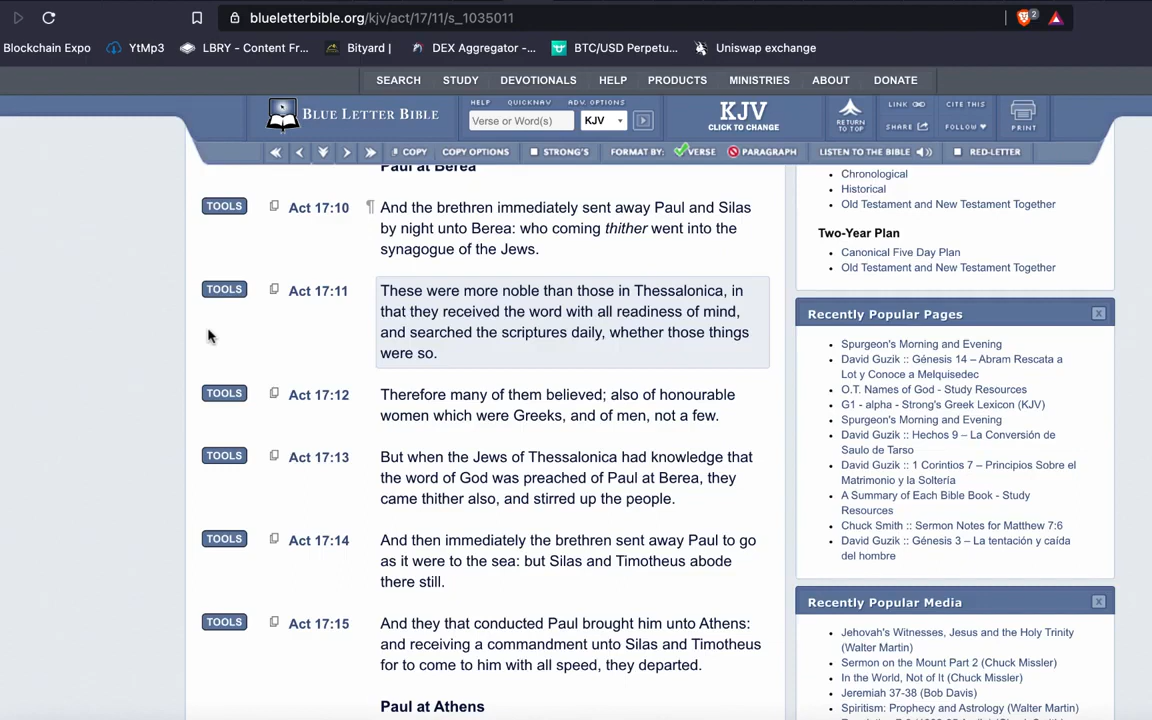 blueletterbible.org/kjv/act/17/11/s_1035011
2
Blockchain Expo
YtMp3
LBRY - Content Fr...
Bityard |
DEX Aggregator -...
BTC/USD Perpetu...
Uniswap exchange
SEARCH STUDY DEVOTIONALS HELP PRODUCTS MINISTRIES ABOUT DONATE
BLUE LETTER BIBLE
HELP QUICKNAV ADV. OPTIONS
Verse or Word(s)
KJV
KJV
CLICK TO CHANGE
RETURN
TO TOP
LINK
CITE THIS
SHARE
FOLLOW
PRINT
COPY COPY OPTIONS STRONG'S FORMAT BY: VERSE PARAGRAPH LISTEN TO THE BIBLE RED-LETTER
Paul at Berea
TOOLS Act 17:10 ¶ And the brethren immediately sent away Paul and Silas
by night unto Berea: who coming thither went into the
synagogue of the Jews.
TOOLS Act 17:11 These were more noble than those in Thessalonica, in
that they received the word with all readiness of mind,
and searched the scriptures daily, whether those things
were so.
TOOLS Act 17:12 Therefore many of them believed; also of honourable
women which were Greeks, and of men, not a few.
TOOLS Act 17:13 But when the Jews of Thessalonica had knowledge that
the word of God was preached of Paul at Berea, they
came thither also, and stirred up the people.
TOOLS Act 17:14 And then immediately the brethren sent away Paul to go
as it were to the sea: but Silas and Timotheus abode
there still.
TOOLS Act 17:15 And they that conducted Paul brought him unto Athens:
and receiving a commandment unto Silas and Timotheus
for to come to him with all speed, they departed.
Paul at Athens
Chronological
Historical
Old Testament and New Testament Together
Two-Year Plan
Canonical Five Day Plan
Old Testament and New Testament Together
Recently Popular Pages
Spurgeon's Morning and Evening
David Guzik :: Génesis 14 – Abram Rescata a
Lot y Conoce a Melquisedec
O.T. Names of God - Study Resources
G1 - alpha - Strong's Greek Lexicon (KJV)
Spurgeon's Morning and Evening
David Guzik :: Hechos 9 – La Conversión de
Saulo de Tarso
David Guzik :: 1 Corintios 7 – Principios Sobre el
Matrimonio y la Soltería
A Summary of Each Bible Book - Study
Resources
Chuck Smith :: Sermon Notes for Matthew 7:6
David Guzik :: Génesis 3 – La tentación y caída
del hombre
Recently Popular Media
Jehovah's Witnesses, Jesus and the Holy Trinity
(Walter Martin)
Sermon on the Mount Part 2 (Chuck Missler)
In the World, Not of It (Chuck Missler)
Jeremiah 37-38 (Bob Davis)
Spiritism: Prophecy and Astrology (Walter Martin)